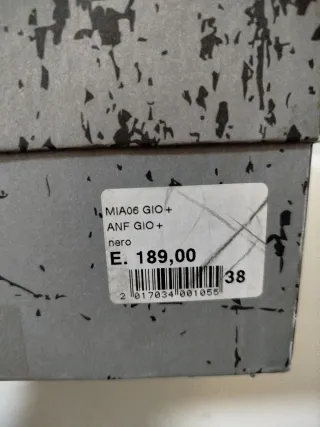 MIA06 GIO+
ANF GIO+
nero
E. 189,00
38
2 017034 001055